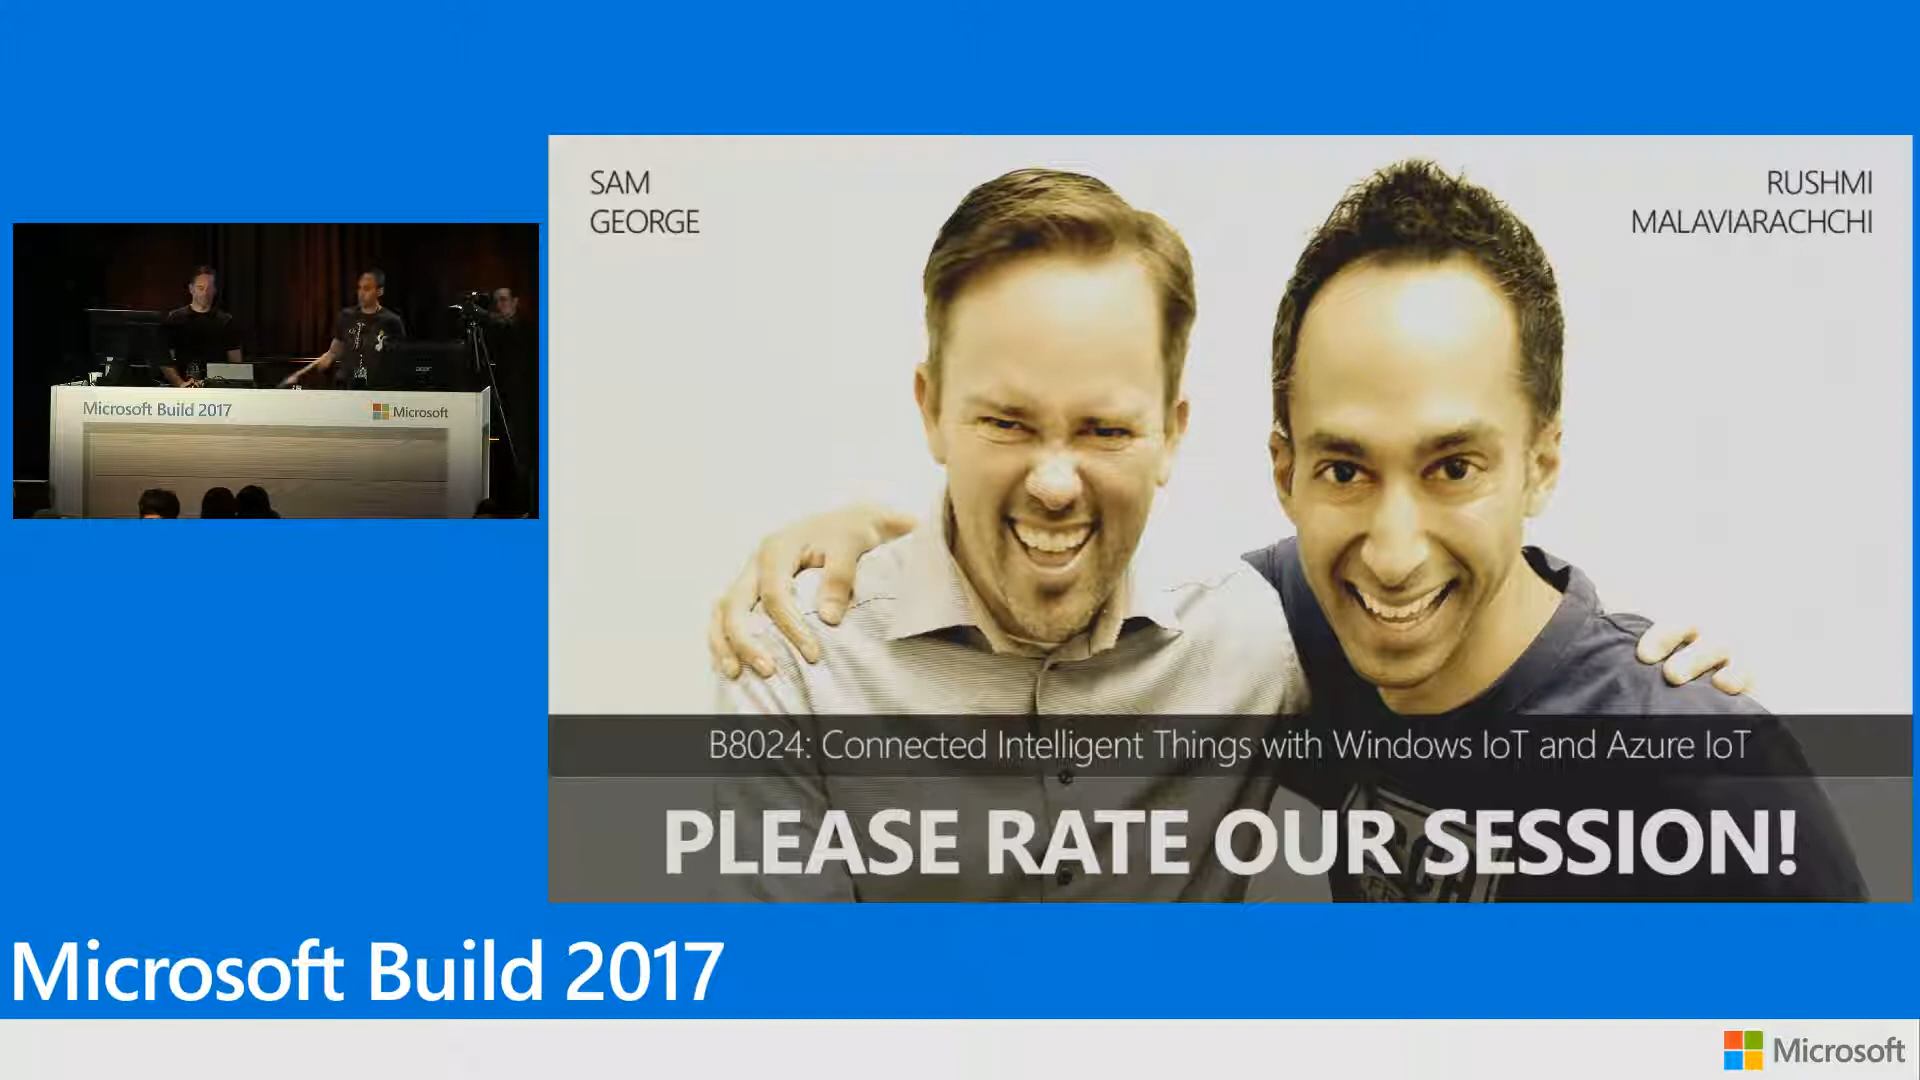 SAM
GEORGE
RUSHMI
MALAVIARACHCHI
Microsoft Build 2017
Microsoft
B8024: Connected Intelligent Things with Windows IoT and Azure IoT
PLEASE RATE OUR SESSION!
Microsoft Build 2017
Microsoft